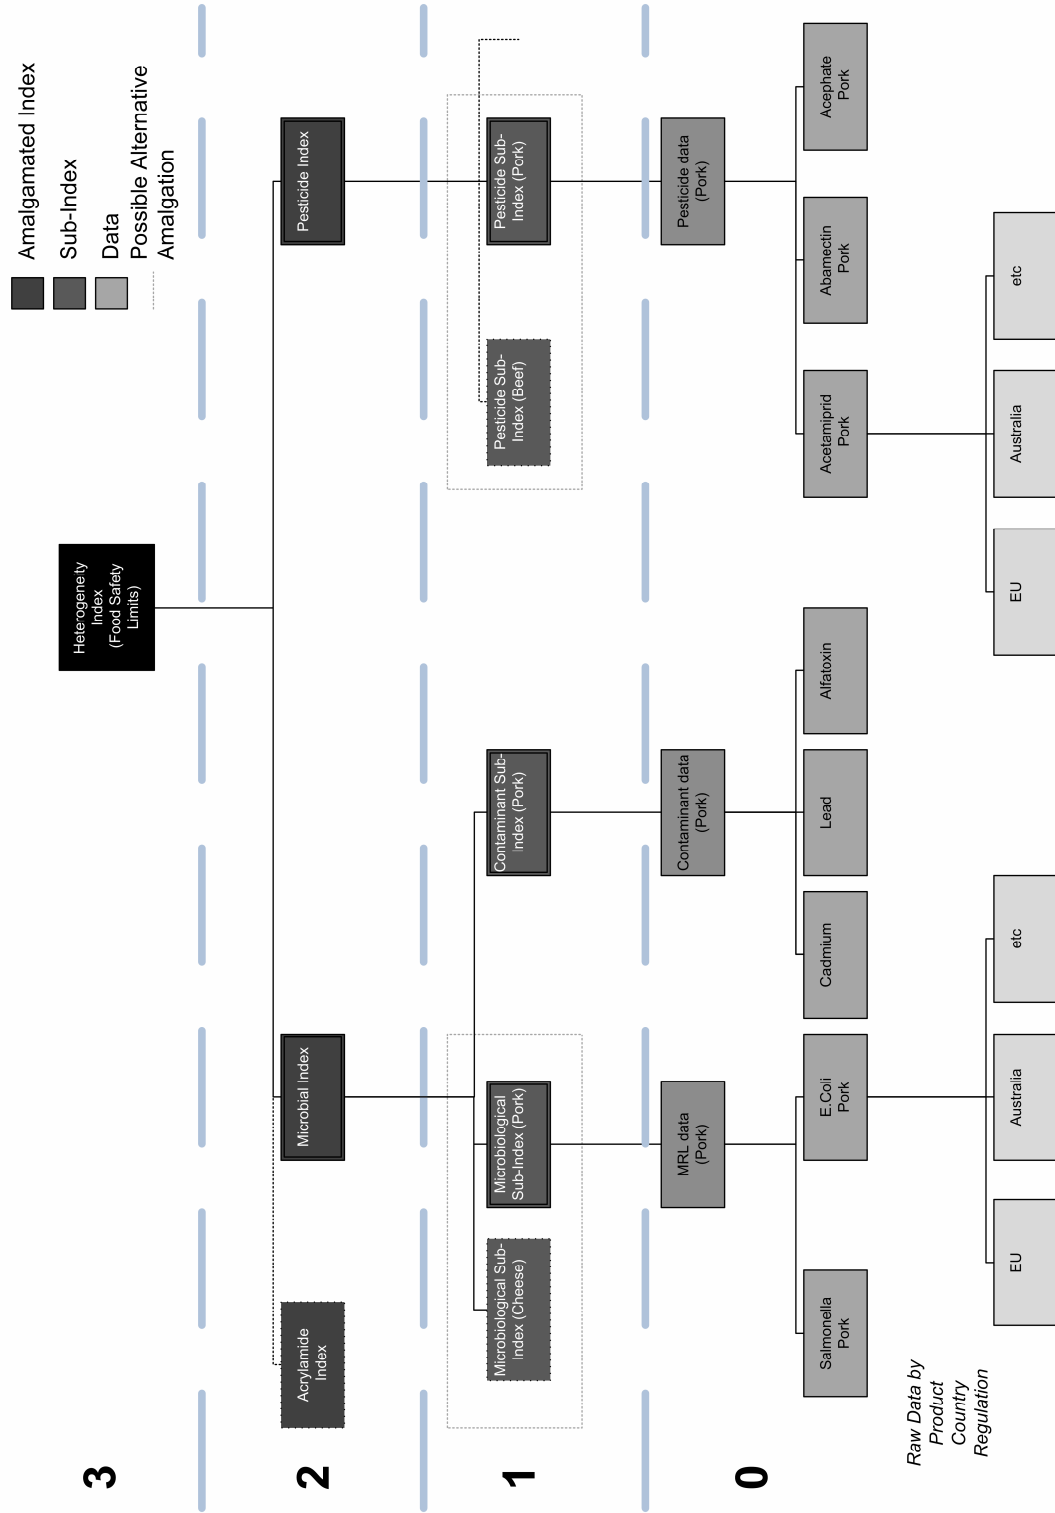 Amalgamated Index
Sub-Index
Data
Possible Alternative
Amalgation
3
Heterogeneity
Index
(Food Safety
Limits)
2
Acrylamide
Index
Microbial Index
Pesticide Index
1
Microbiological Sub-
Index (Cheese)
Microbiological
Sub-Index (Pork)
Contaminant Sub-
Index (Pork)
Pesticide Sub-
Index (Beef)
Pesticide Sub-
Index (Pork)
0
MRL data
(Pork)
Contaminant data
(Pork)
Pesticide data
(Pork)
Salmonella
Pork
E.Coli
Pork
Cadmium
Lead
Alfatoxin
Acetamiprid
Pork
Abamectin
Pork
Acephate
Pork
Raw Data by
Product
Country
Regulation
EU
Australia
etc
EU
Australia
etc